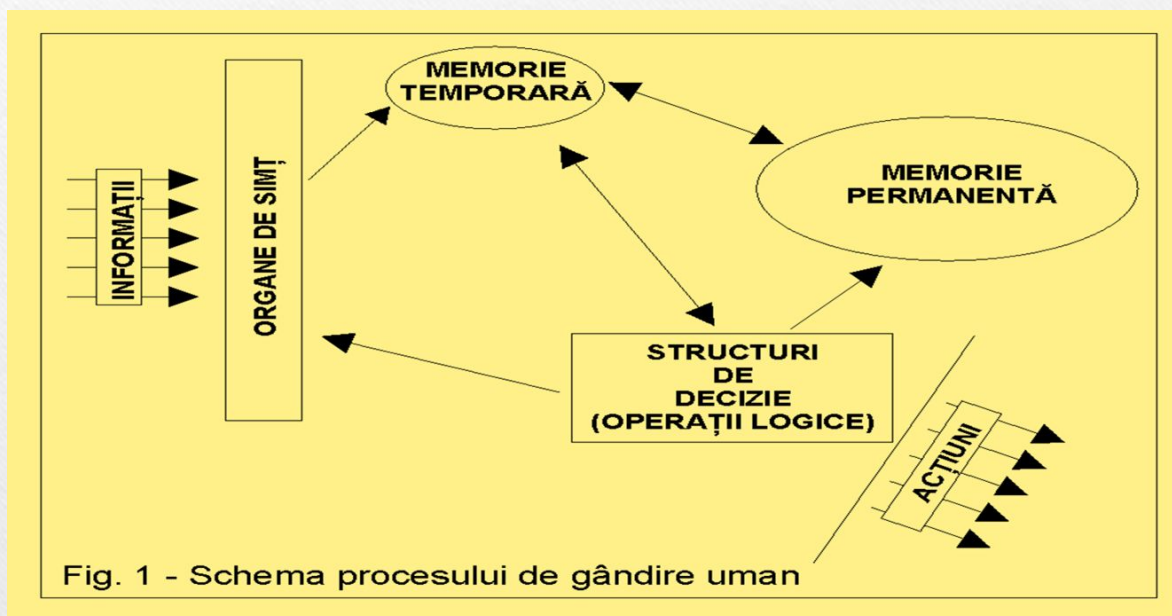 INFORMAȚII
ORGANE DE SIMȚ
MEMORIE
TEMPORARĂ
MEMORIE
PERMANENTĂ
STRUCTURI
DE
DECIZIE
(OPERAȚII LOGICE)
ACȚIUNI
Fig. 1 - Schema procesului de gândire uman